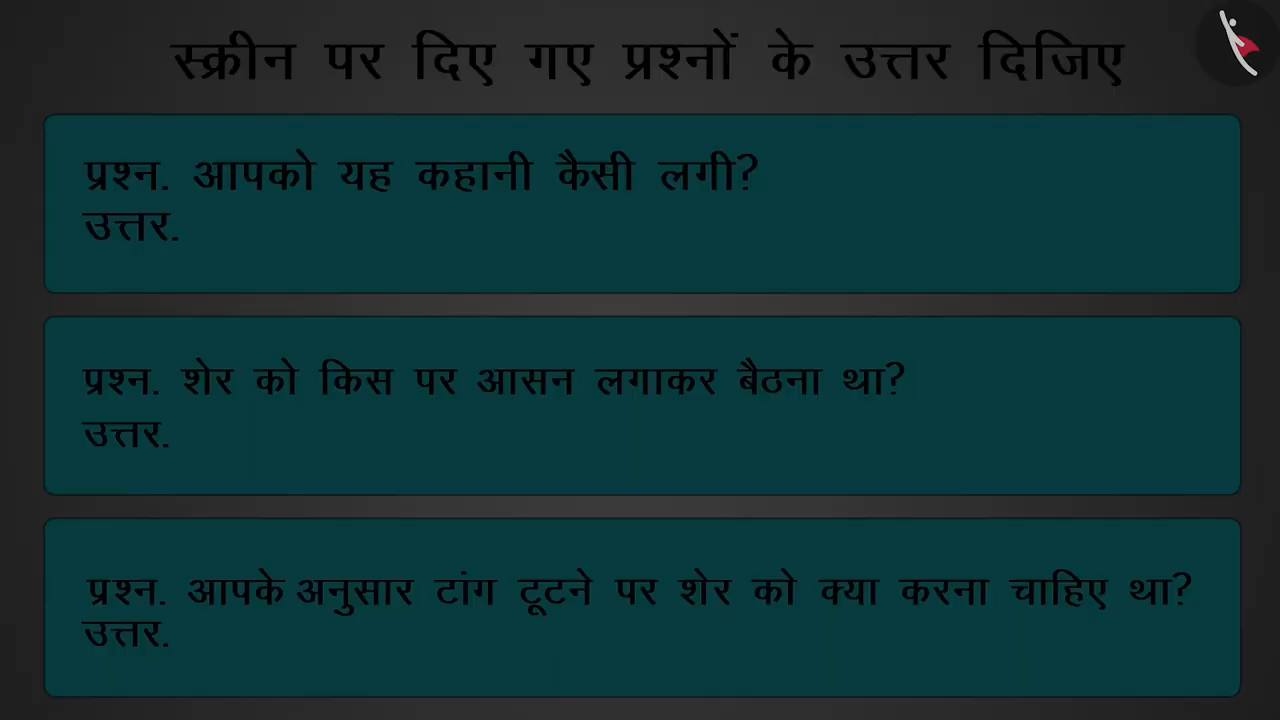 स्क्रीन पर दिए गए प्रश्नों के उत्तर दिजिए
प्रश्न. आपको यह कहानी कैसी लगी?
उत्तर.
प्रश्न. शेर को किस पर आसन लगाकर बैठना था?
उत्तर.
प्रश्न. आपके अनुसार टांग टूटने पर शेर को क्या करना चाहिए था?
उत्तर.